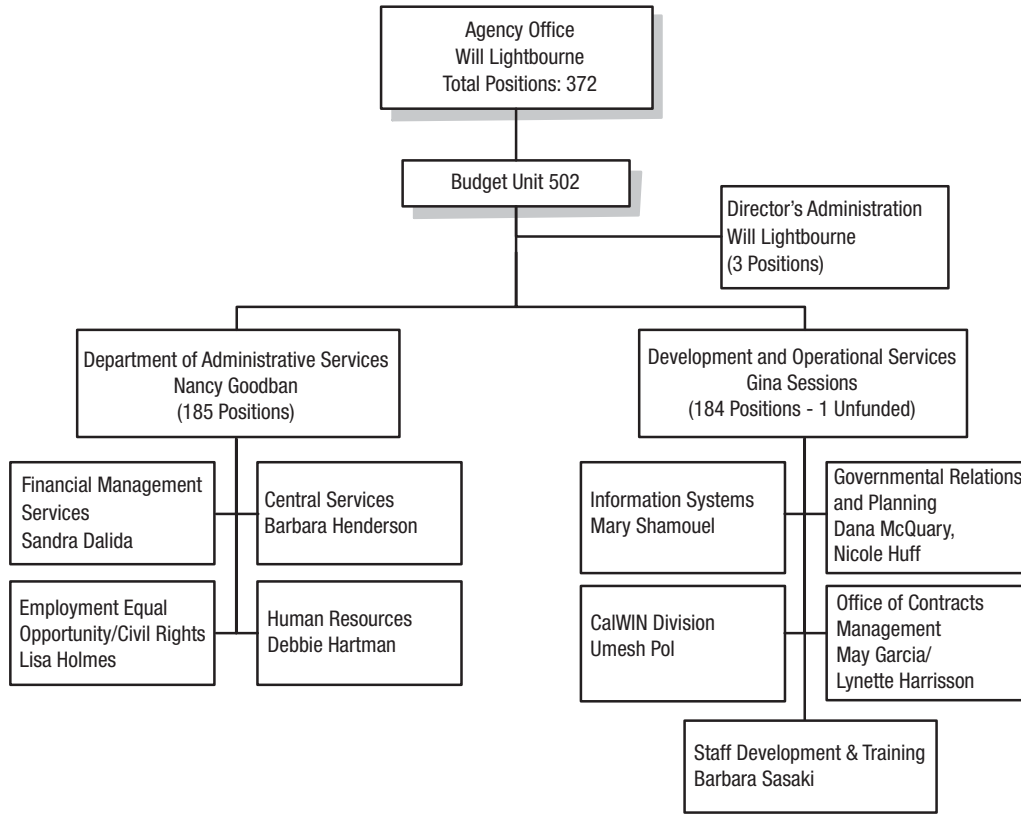 Agency Office
Will Lightbourne
Total Positions: 372
Budget Unit 502
Director's Administration
Will Lightbourne
(3 Positions)
Department of Administrative Services
Nancy Goodban
(185 Positions)
Development and Operational Services
Gina Sessions
(184 Positions - 1 Unfunded)
Financial Management
Services
Sandra Dalida
Central Services
Barbara Henderson
Information Systems
Mary Shamouel
Governmental Relations
and Planning
Dana McQuary,
Nicole Huff
Employment Equal
Opportunity/Civil Rights
Lisa Holmes
Human Resources
Debbie Hartman
CalWIN Division
Umesh Pol
Office of Contracts
Management
May Garcia/
Lynette Harrisson
Staff Development & Training
Barbara Sasaki